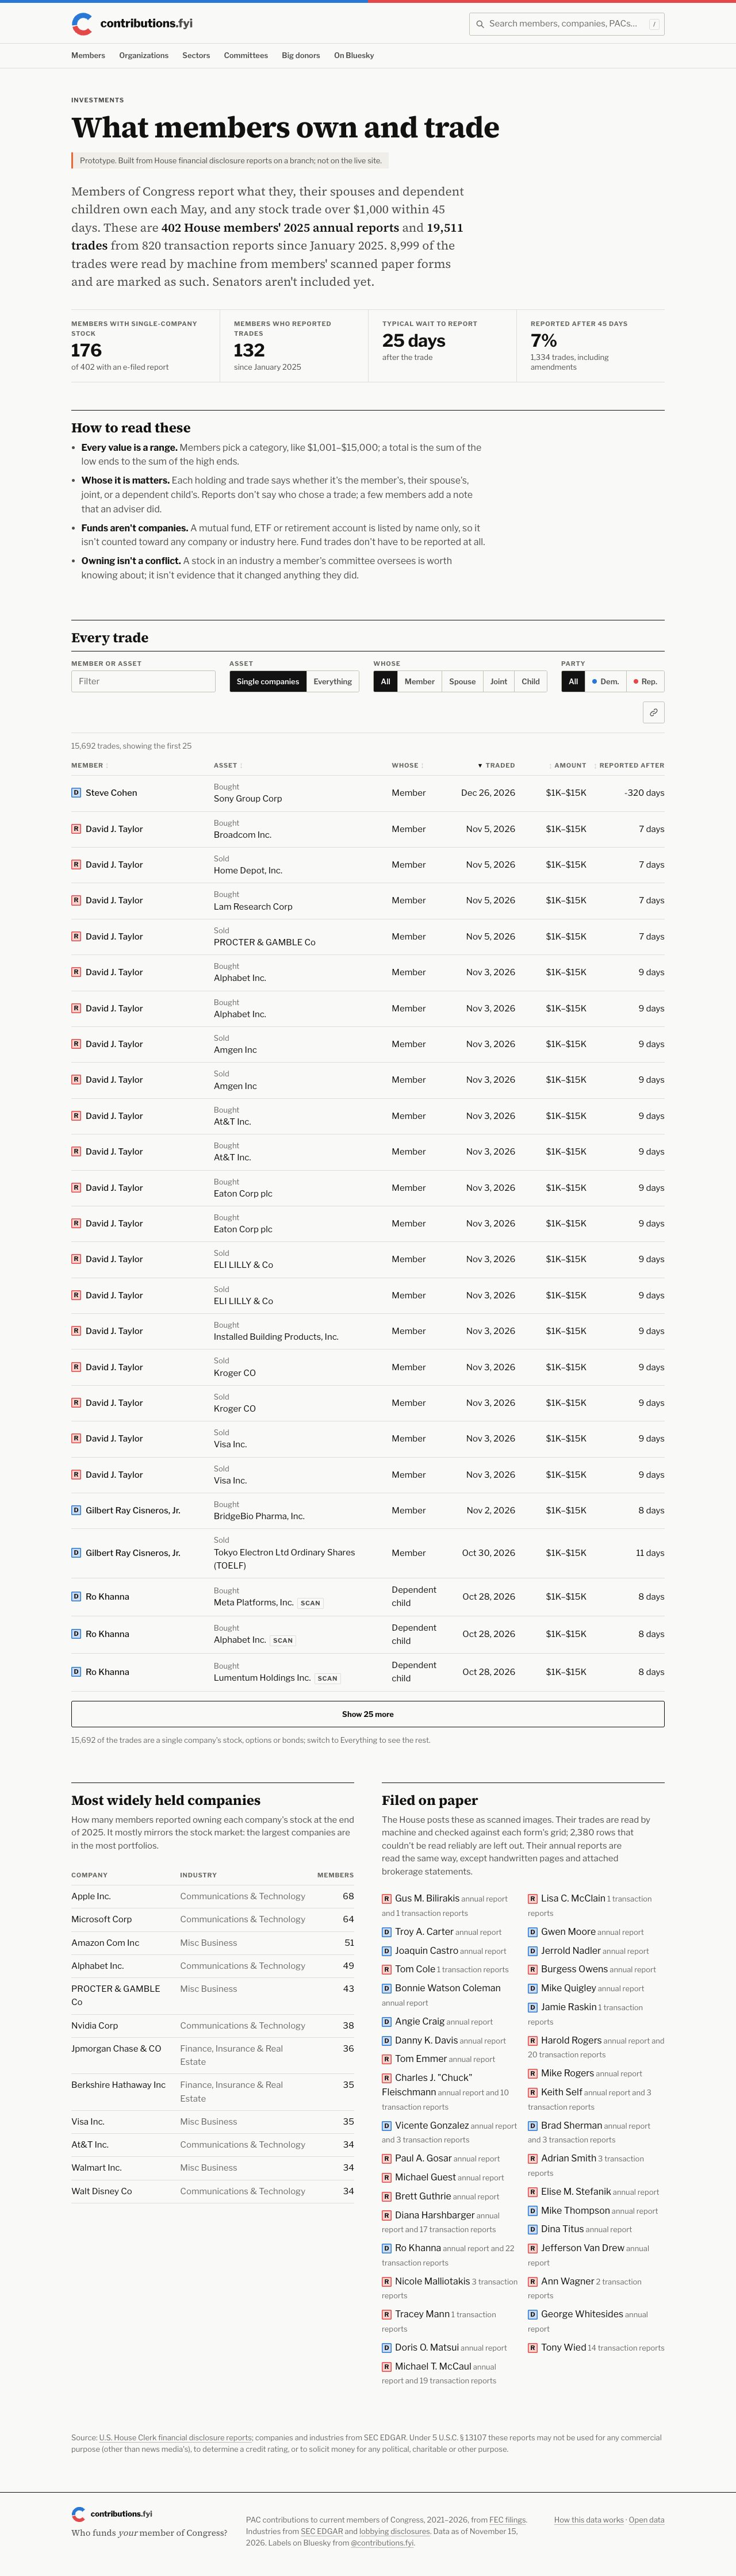 contributions.fyi
Search members, companies, PACs... /
Members Organizations Sectors Committees Big donors On Bluesky
INVESTMENTS
What members own and trade
Prototype. Built from House financial disclosure reports on a branch; not on the live site.
Members of Congress report what they, their spouses and dependent
children own each May, and any stock trade over $1,000 within 45
days. These are 402 House members' 2025 annual reports and 19,511
trades from 820 transaction reports since January 2025. 8,999 of the
trades were read by machine from members' scanned paper forms
and are marked as such. Senators aren't included yet.
MEMBERS WITH SINGLE-COMPANY
STOCK
176
of 402 with an e-filed report
MEMBERS WHO REPORTED
TRADES
132
since January 2025
TYPICAL WAIT TO REPORT
25 days
after the trade
REPORTED AFTER 45 DAYS
7%
1,334 trades, including
amendments
How to read these
• Every value is a range. Members pick a category, like $1,001–$15,000; a total is the sum of the
low ends to the sum of the high ends.
• Whose it is matters. Each holding and trade says whether it's the member's, their spouse's,
joint, or a dependent child's. Reports don't say who chose a trade; a few members add a note
that an adviser did.
• Funds aren't companies. A mutual fund, ETF or retirement account is listed by name only, so it
isn't counted toward any company or industry here. Fund trades don't have to be reported at all.
• Owning isn't a conflict. A stock in an industry a member's committee oversees is worth
knowing about; it isn't evidence that it changed anything they did.
Every trade
MEMBER OR ASSET ASSET WHOSE PARTY
Filter Single companies Everything All Member Spouse Joint Child All Dem. Rep.
15,692 trades, showing the first 25
MEMBER ASSET WHOSE ▼ TRADED AMOUNT REPORTED AFTER
Bought
D Steve Cohen Sony Group Corp Member Dec 26, 2026 $1K–$15K -320 days
Bought
R David J. Taylor Broadcom Inc. Member Nov 5, 2026 $1K–$15K 7 days
Sold
R David J. Taylor Home Depot, Inc. Member Nov 5, 2026 $1K–$15K 7 days
Bought
R David J. Taylor Lam Research Corp Member Nov 5, 2026 $1K–$15K 7 days
Sold
R David J. Taylor PROCTER & GAMBLE Co Member Nov 5, 2026 $1K–$15K 7 days
Bought
R David J. Taylor Alphabet Inc. Member Nov 3, 2026 $1K–$15K 9 days
Bought
R David J. Taylor Alphabet Inc. Member Nov 3, 2026 $1K–$15K 9 days
Sold
R David J. Taylor Amgen Inc Member Nov 3, 2026 $1K–$15K 9 days
Sold
R David J. Taylor Amgen Inc Member Nov 3, 2026 $1K–$15K 9 days
Bought
R David J. Taylor At&T Inc. Member Nov 3, 2026 $1K–$15K 9 days
Bought
R David J. Taylor At&T Inc. Member Nov 3, 2026 $1K–$15K 9 days
Bought
R David J. Taylor Eaton Corp plc Member Nov 3, 2026 $1K–$15K 9 days
Bought
R David J. Taylor Eaton Corp plc Member Nov 3, 2026 $1K–$15K 9 days
Sold
R David J. Taylor ELI LILLY & Co Member Nov 3, 2026 $1K–$15K 9 days
Sold
R David J. Taylor ELI LILLY & Co Member Nov 3, 2026 $1K–$15K 9 days
Bought
R David J. Taylor Installed Building Products, Inc. Member Nov 3, 2026 $1K–$15K 9 days
Sold
R David J. Taylor Kroger CO Member Nov 3, 2026 $1K–$15K 9 days
Sold
R David J. Taylor Kroger CO Member Nov 3, 2026 $1K–$15K 9 days
Sold
R David J. Taylor Visa Inc. Member Nov 3, 2026 $1K–$15K 9 days
Sold
R David J. Taylor Visa Inc. Member Nov 3, 2026 $1K–$15K 9 days
Bought
D Gilbert Ray Cisneros, Jr. BridgeBio Pharma, Inc. Member Nov 2, 2026 $1K–$15K 8 days
Sold
D Gilbert Ray Cisneros, Jr. Tokyo Electron Ltd Ordinary Shares Member Oct 30, 2026 $1K–$15K 11 days
(TOELF)
Bought Dependent
D Ro Khanna Meta Platforms, Inc. SCAN child Oct 28, 2026 $1K–$15K 8 days
Bought Dependent
D Ro Khanna Alphabet Inc. SCAN child Oct 28, 2026 $1K–$15K 8 days
Bought Dependent
D Ro Khanna Lumentum Holdings Inc. SCAN child Oct 28, 2026 $1K–$15K 8 days
Show 25 more
15,692 of the trades are a single company's stock, options or bonds; switch to Everything to see the rest.
Most widely held companies
How many members reported owning each company's stock at the end
of 2025. It mostly mirrors the stock market: the largest companies are
in the most portfolios.
COMPANY INDUSTRY MEMBERS
Apple Inc. Communications & Technology 68
Microsoft Corp Communications & Technology 64
Amazon Com Inc Misc Business 51
Alphabet Inc. Communications & Technology 49
PROCTER & GAMBLE Misc Business 43
Co
Nvidia Corp Communications & Technology 38
Jpmorgan Chase & CO Finance, Insurance & Real 36
Estate
Berkshire Hathaway Inc Finance, Insurance & Real 35
Estate
Visa Inc. Misc Business 35
At&T Inc. Communications & Technology 34
Walmart Inc. Misc Business 34
Walt Disney Co Communications & Technology 34
Filed on paper
The House posts these as scanned images. Their trades are read by
machine and checked against each form's grid; 2,380 rows that
couldn't be read reliably are left out. Their annual reports are
read the same way, except handwritten pages and attached
brokerage statements.
R Gus M. Bilirakis annual report
and 1 transaction reports
D Troy A. Carter annual report
D Joaquin Castro annual report
R Tom Cole 1 transaction reports
D Bonnie Watson Coleman
annual report
D Angie Craig annual report
D Danny K. Davis annual report
R Tom Emmer annual report
R Charles J. "Chuck"
Fleischmann annual report and 10
transaction reports
D Vicente Gonzalez annual report
and 3 transaction reports
R Paul A. Gosar annual report
R Michael Guest annual report
R Brett Guthrie annual report
R Diana Harshbarger annual
report and 17 transaction reports
D Ro Khanna annual report and 22
transaction reports
R Nicole Malliotakis 3 transaction
reports
R Tracey Mann 1 transaction
reports
D Doris O. Matsui annual report
R Michael T. McCaul annual
report and 19 transaction reports
R Lisa C. McClain 1 transaction
reports
D Gwen Moore annual report
D Jerrold Nadler annual report
R Burgess Owens annual report
D Mike Quigley annual report
D Jamie Raskin 1 transaction
reports
R Harold Rogers annual report and
20 transaction reports
R Mike Rogers annual report
R Keith Self annual report and 3
transaction reports
D Brad Sherman annual report
and 3 transaction reports
R Adrian Smith 3 transaction
reports
R Elise M. Stefanik annual report
D Mike Thompson annual report
D Dina Titus annual report
R Jefferson Van Drew annual
report
R Ann Wagner 2 transaction
reports
D George Whitesides annual
report
R Tony Wied 14 transaction reports
Source: U.S. House Clerk financial disclosure reports; companies and industries from SEC EDGAR. Under 5 U.S.C. § 13107 these reports may not be used for any commercial
purpose (other than news media's), to determine a credit rating, or to solicit money for any political, charitable or other purpose.
contributions.fyi
Who funds your member of Congress?
PAC contributions to current members of Congress, 2021–2026, from FEC filings.
Industries from SEC EDGAR and lobbying disclosures. Data as of November 15,
2026. Labels on Bluesky from @contributions.fyi.
How this data works · Open data